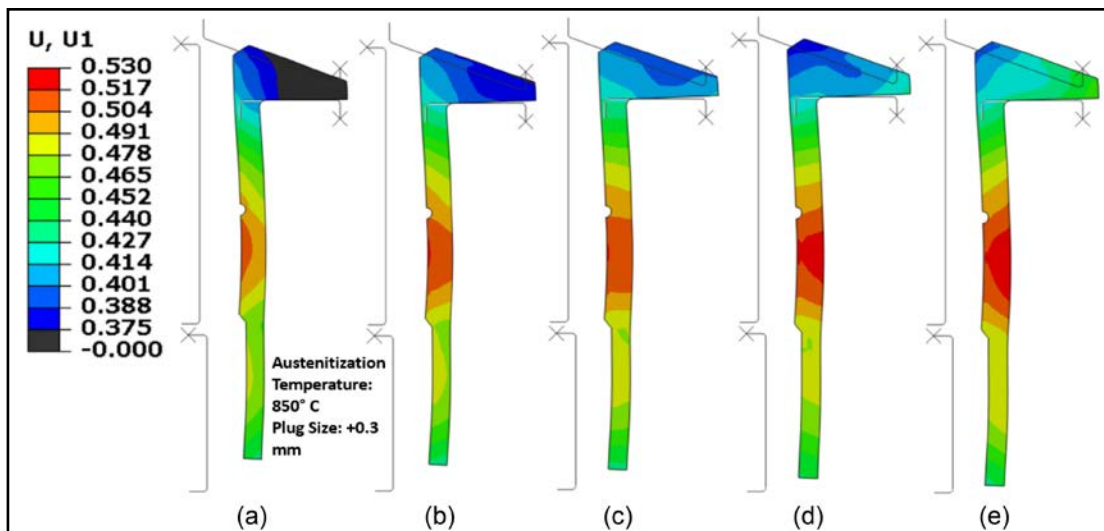 U, U1
0.530
0.517
0.504
0.491
0.478
0.465
0.452
0.440
0.427
0.414
0.401
0.388
0.375
-0.000
Austenitization
Temperature:
850° C
Plug Size: +0.3
mm
(a)
(b)
(c)
(d)
(e)